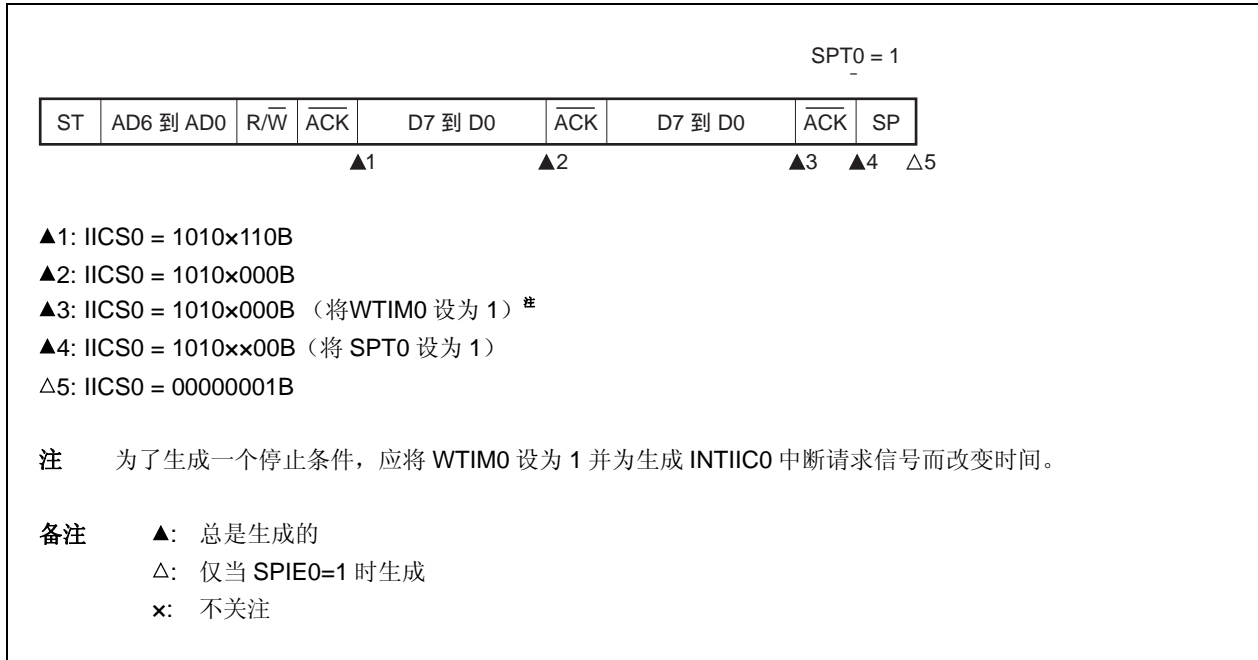 SPT0 = 1
ST AD6 到 AD0 R/W̅ A̅C̅K̅ D7 到 D0 A̅C̅K̅ D7 到 D0 A̅C̅K̅ SP
▲1 ▲2 ▲3 ▲4 △5
▲1: IICS0 = 1010×110B
▲2: IICS0 = 1010×000B
▲3: IICS0 = 1010×000B （将WTIM0 设为 1）注
▲4: IICS0 = 1010××00B（将 SPT0 设为 1）
△5: IICS0 = 00000001B
注 为了生成一个停止条件，应将 WTIM0 设为 1 并为生成 INTIIC0 中断请求信号而改变时间。
备注 ▲: 总是生成的
△: 仅当 SPIE0=1 时生成
×: 不关注